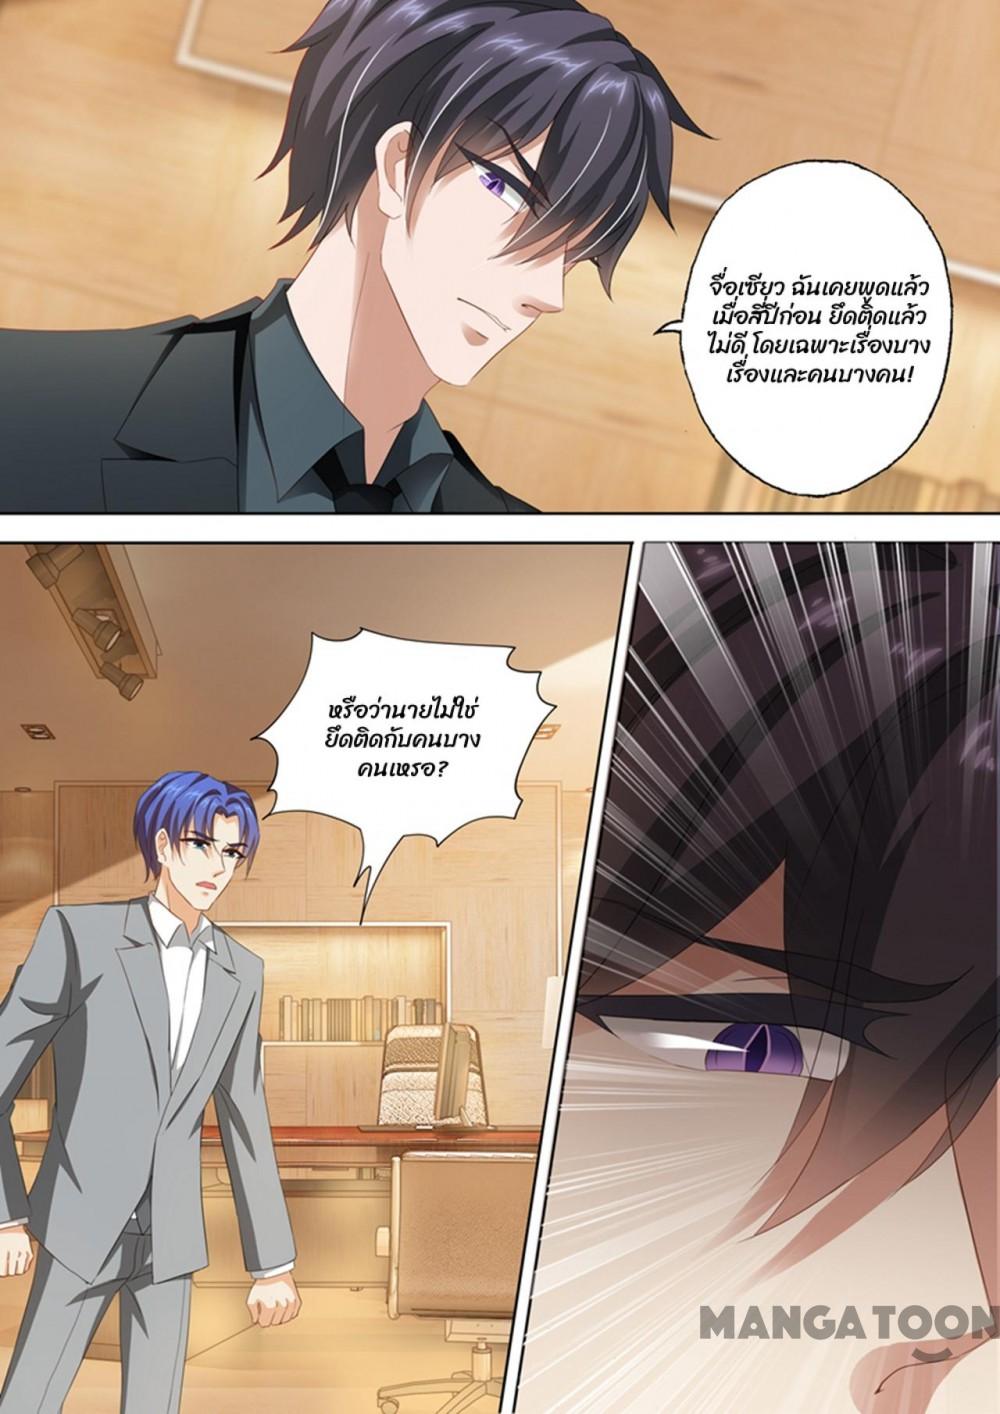 จื่อเซียว ฉันเคยพูดแล้ว
เมื่อสี่ปีก่อน ยึดติดแล้ว
ไม่ดี โดยเฉพาะเรื่องบาง
เรื่องและคนบางคน!
หรือว่านายไม่ใช่
ยึดติดกับคนบาง
คนเหรอ?
MANGATOON